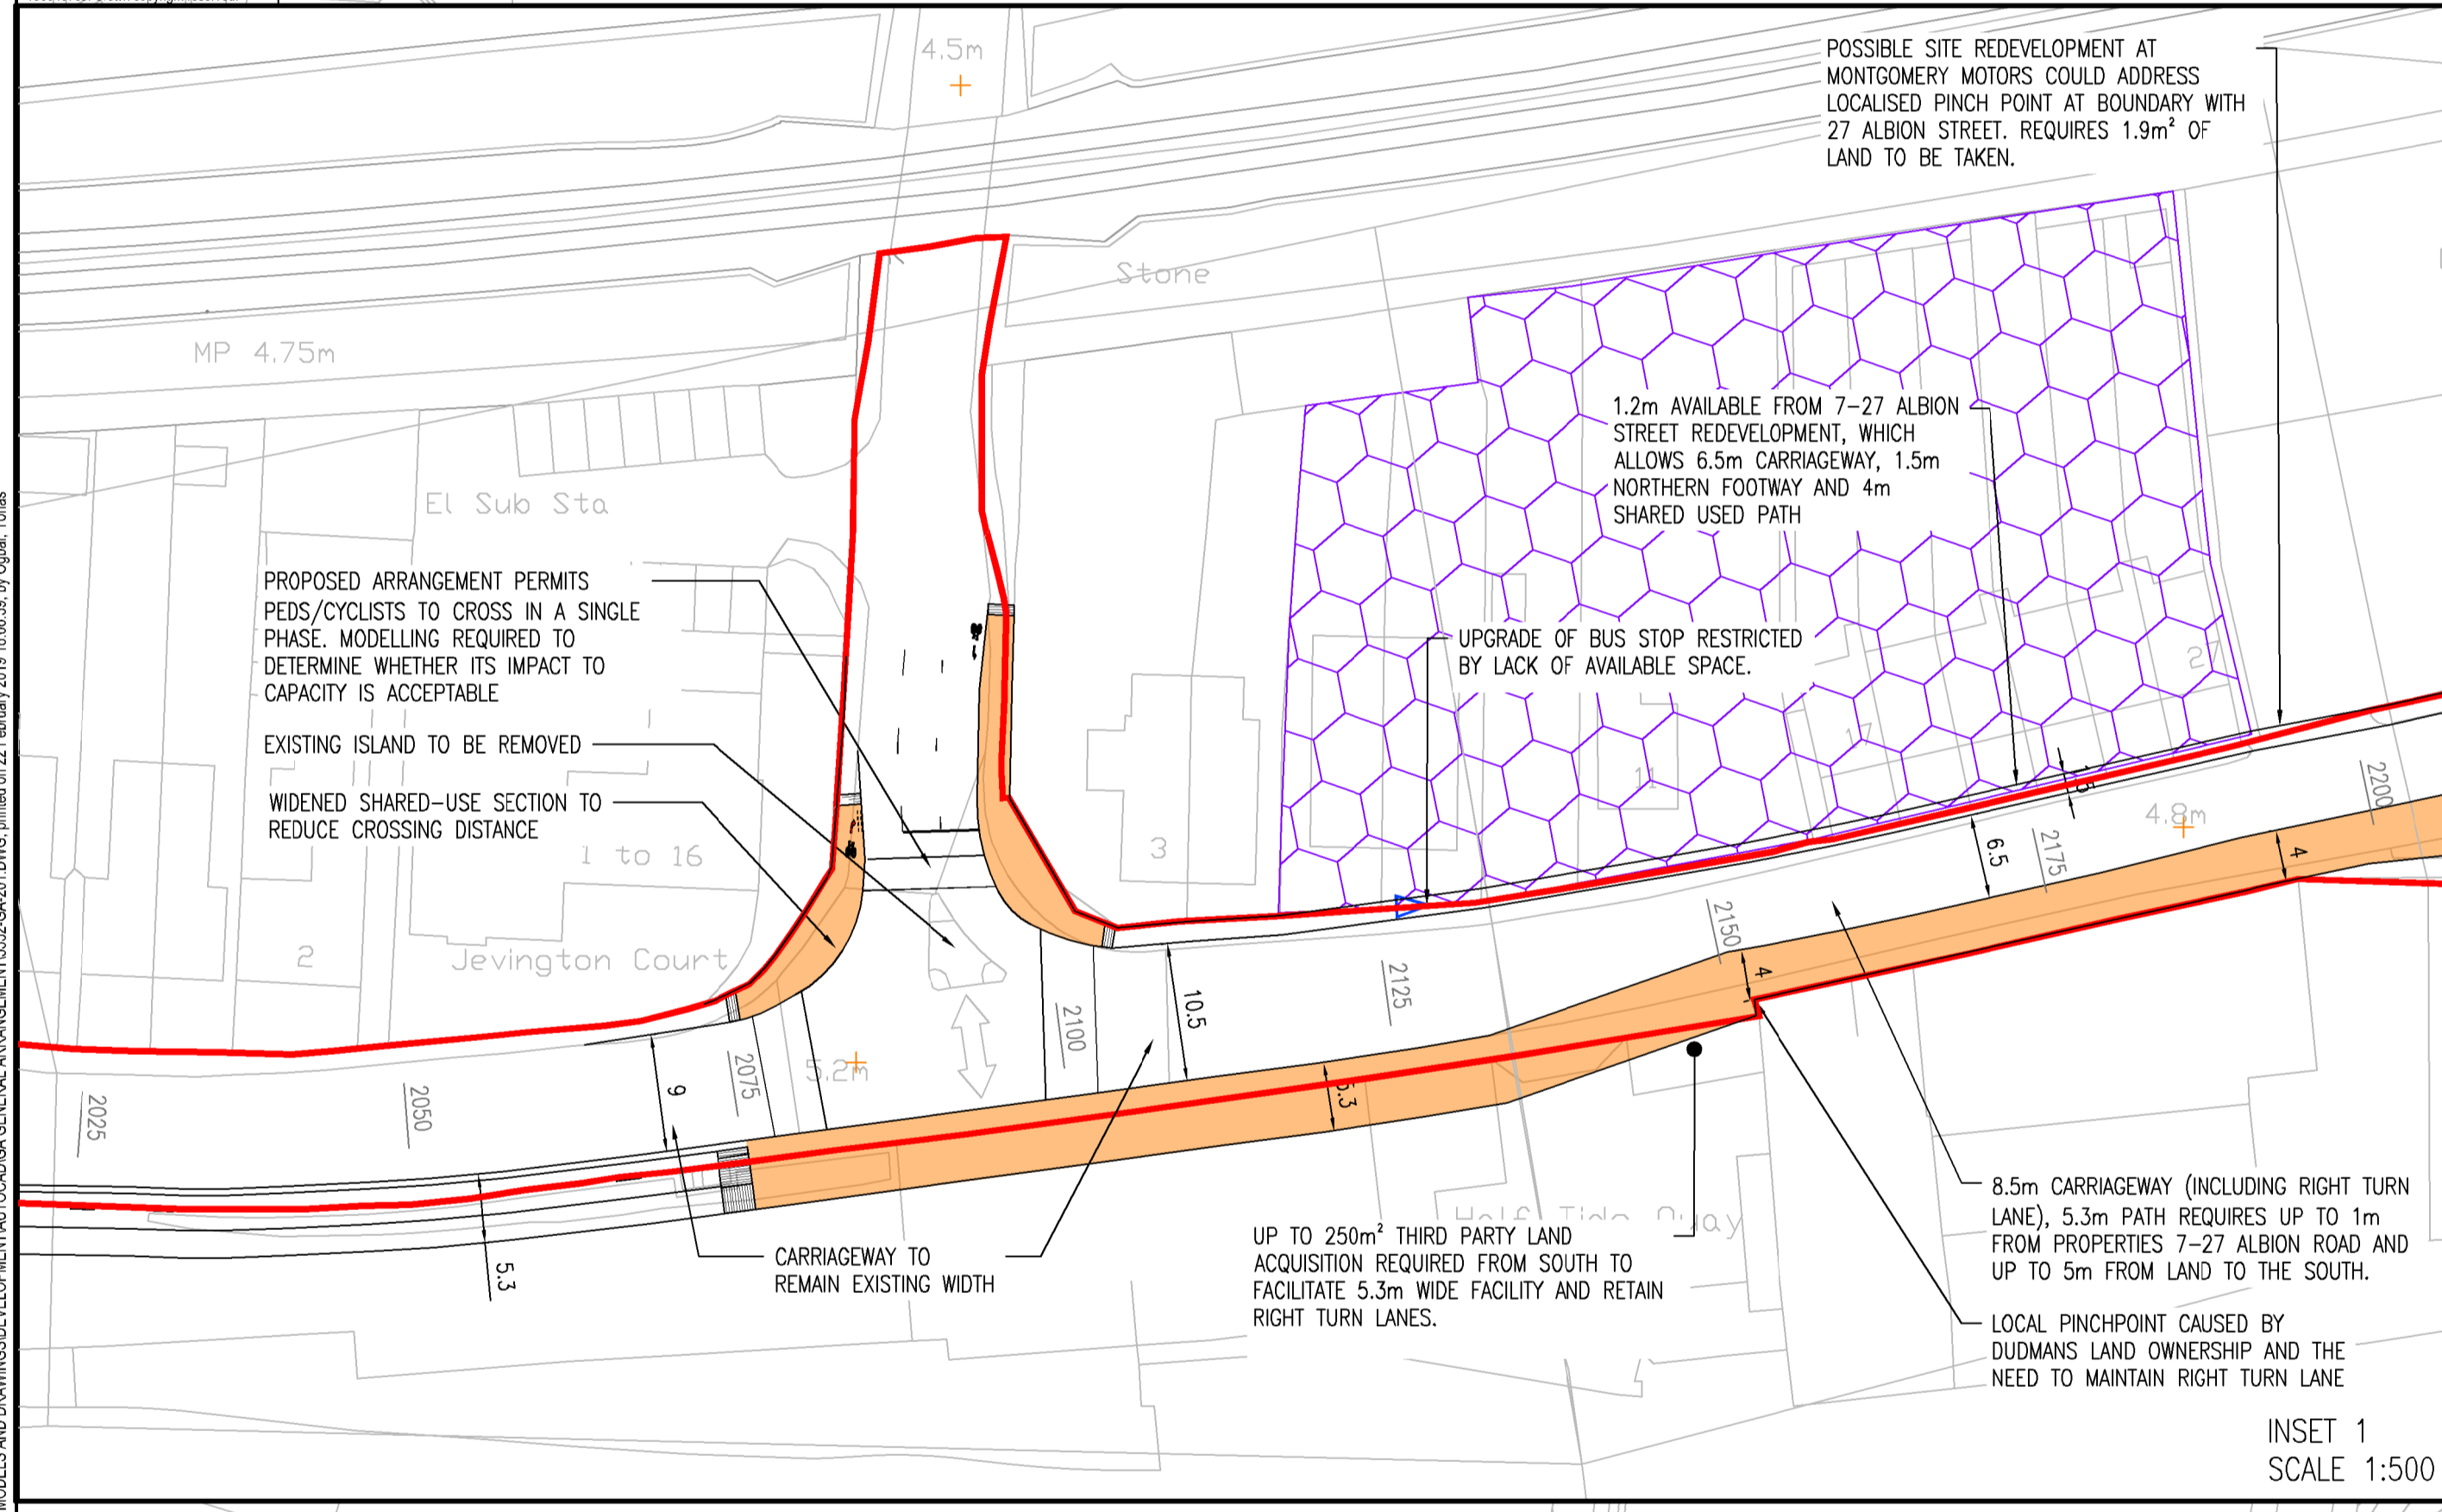 4.5m
POSSIBLE SITE REDEVELOPMENT AT
MONTGOMERY MOTORS COULD ADDRESS
LOCALISED PINCH POINT AT BOUNDARY WITH
27 ALBION STREET. REQUIRES 1.9m² OF
LAND TO BE TAKEN.
Stone
MP 4.75m
1.2m AVAILABLE FROM 7-27 ALBION
STREET REDEVELOPMENT, WHICH
ALLOWS 6.5m CARRIAGEWAY, 1.5m
NORTHERN FOOTWAY AND 4m
SHARED USED PATH
El Sub Sta
PROPOSED ARRANGEMENT PERMITS
PEDS/CYCLISTS TO CROSS IN A SINGLE
PHASE. MODELLING REQUIRED TO
DETERMINE WHETHER ITS IMPACT TO
CAPACITY IS ACCEPTABLE
UPGRADE OF BUS STOP RESTRICTED
BY LACK OF AVAILABLE SPACE.
27
EXISTING ISLAND TO BE REMOVED
17
11
WIDENED SHARED-USE SECTION TO
REDUCE CROSSING DISTANCE
1 to 16
3
4.8m
2200
2175
6.5
4
2
Jevington Court
2150
4
2125
10.5
2100
5.2m
2075
9
2050
2025
5.3
5.3
CARRIAGEWAY TO
REMAIN EXISTING WIDTH
Half Tide Quay
UP TO 250m² THIRD PARTY LAND
ACQUISITION REQUIRED FROM SOUTH TO
FACILITATE 5.3m WIDE FACILITY AND RETAIN
RIGHT TURN LANES.
8.5m CARRIAGEWAY (INCLUDING RIGHT TURN
LANE), 5.3m PATH REQUIRES UP TO 1m
FROM PROPERTIES 7-27 ALBION ROAD AND
UP TO 5m FROM LAND TO THE SOUTH.
LOCAL PINCHPOINT CAUSED BY
DUDMANS LAND OWNERSHIP AND THE
NEED TO MAINTAIN RIGHT TURN LANE
INSET 1
SCALE 1:500